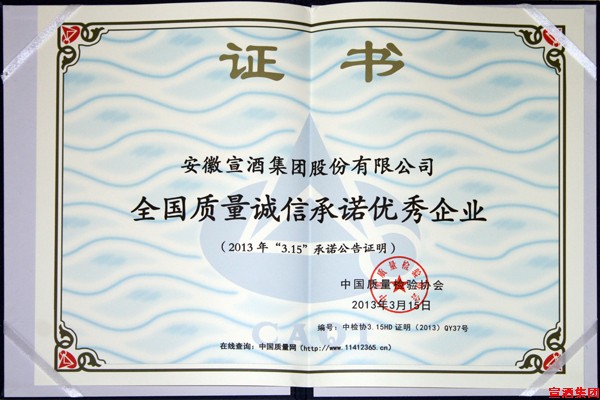 证书
安徽宣酒集团股份有限公司
全国质量诚信承诺优秀企业
（2013年“3.15”承诺公告证明）
中国质量检验协会
2013年3月15日
编号：中检协3.15HD证明（2013）QY37号
在线查询：中国质量网（http://www.11412365.cn）
宣酒集团